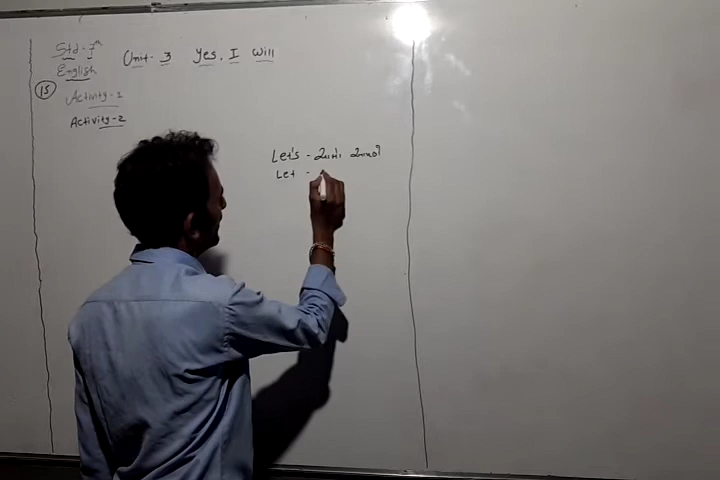 Std - 7th
Unit - 3 Yes, I Will
English
15
Activity - 1
Activity - 2
Let's -
Let -